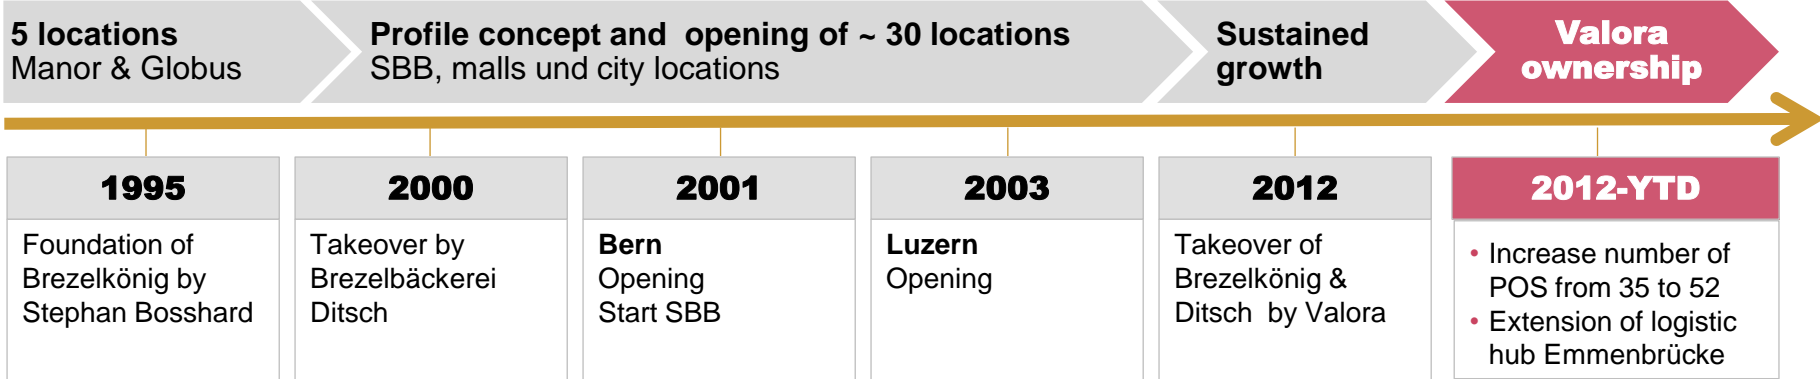 5 locations
Manor & Globus
Profile concept and opening of ~ 30 locations
SBB, malls und city locations
Sustained
growth
Valora
ownership
1995
Foundation of
Brezelkönig by
Stephan Bosshard
2000
Takeover by
Brezelbäckerei
Ditsch
2001
Bern
Opening
Start SBB
2003
Luzern
Opening
2012
Takeover of
Brezelkönig &
Ditsch by Valora
2012-YTD
• Increase number of
POS from 35 to 52
• Extension of logistic
hub Emmenbrücke